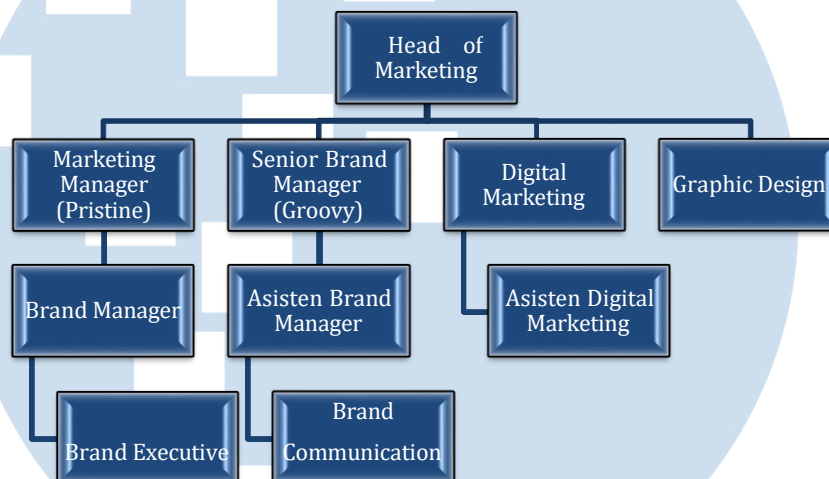 Head of
Marketing
Marketing
Manager
(Pristine)
Senior Brand
Manager
(Groovy)
Digital
Marketing
Graphic Design
Brand Manager
Asisten Brand
Manager
Asisten Digital
Marketing
Brand Executive
Brand
Communication